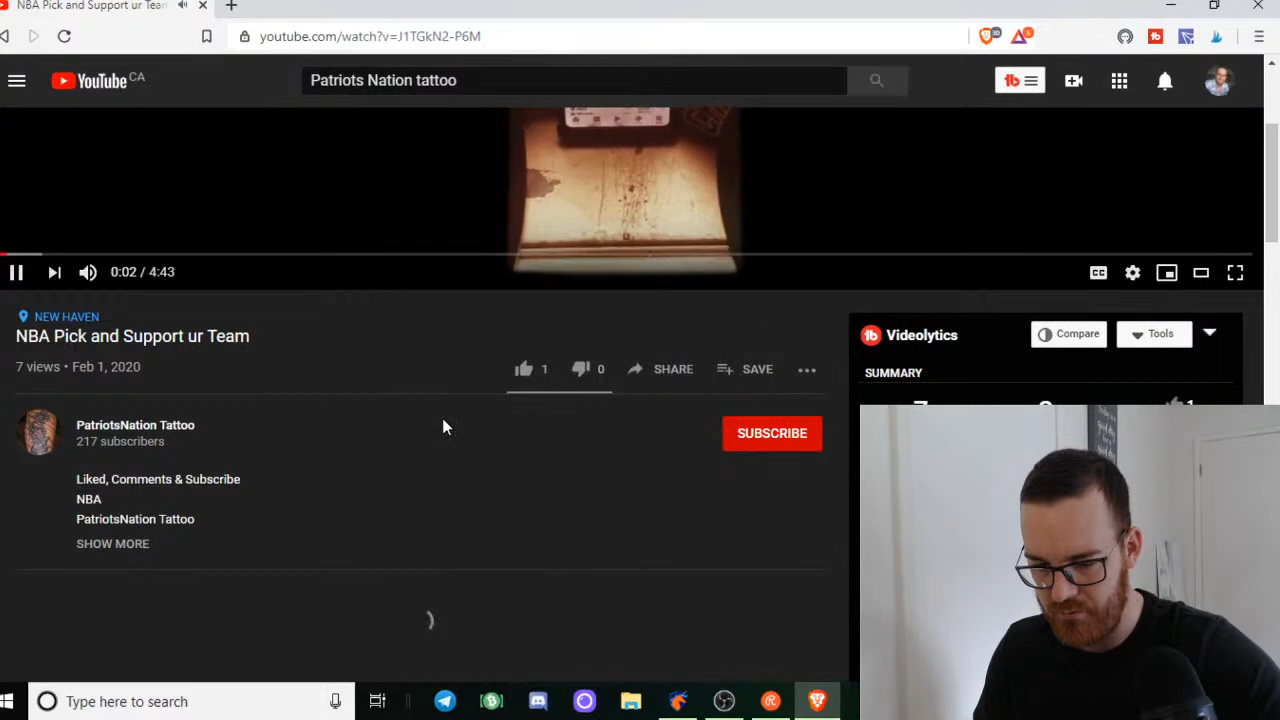 NBA Pick and Support ur Tean
youtube.com/watch?v=J1TGkN2-P6M
YouTube CA
Patriots Nation tattoo
0:02 / 4:43
NEW HAVEN
NBA Pick and Support ur Team
7 views • Feb 1, 2020
1
0
SHARE
SAVE
PatriotsNation Tattoo
217 subscribers
SUBSCRIBE
Liked, Comments & Subscribe
NBA
PatriotsNation Tattoo
SHOW MORE
Videolytics
Compare
Tools
SUMMARY
1
Type here to search